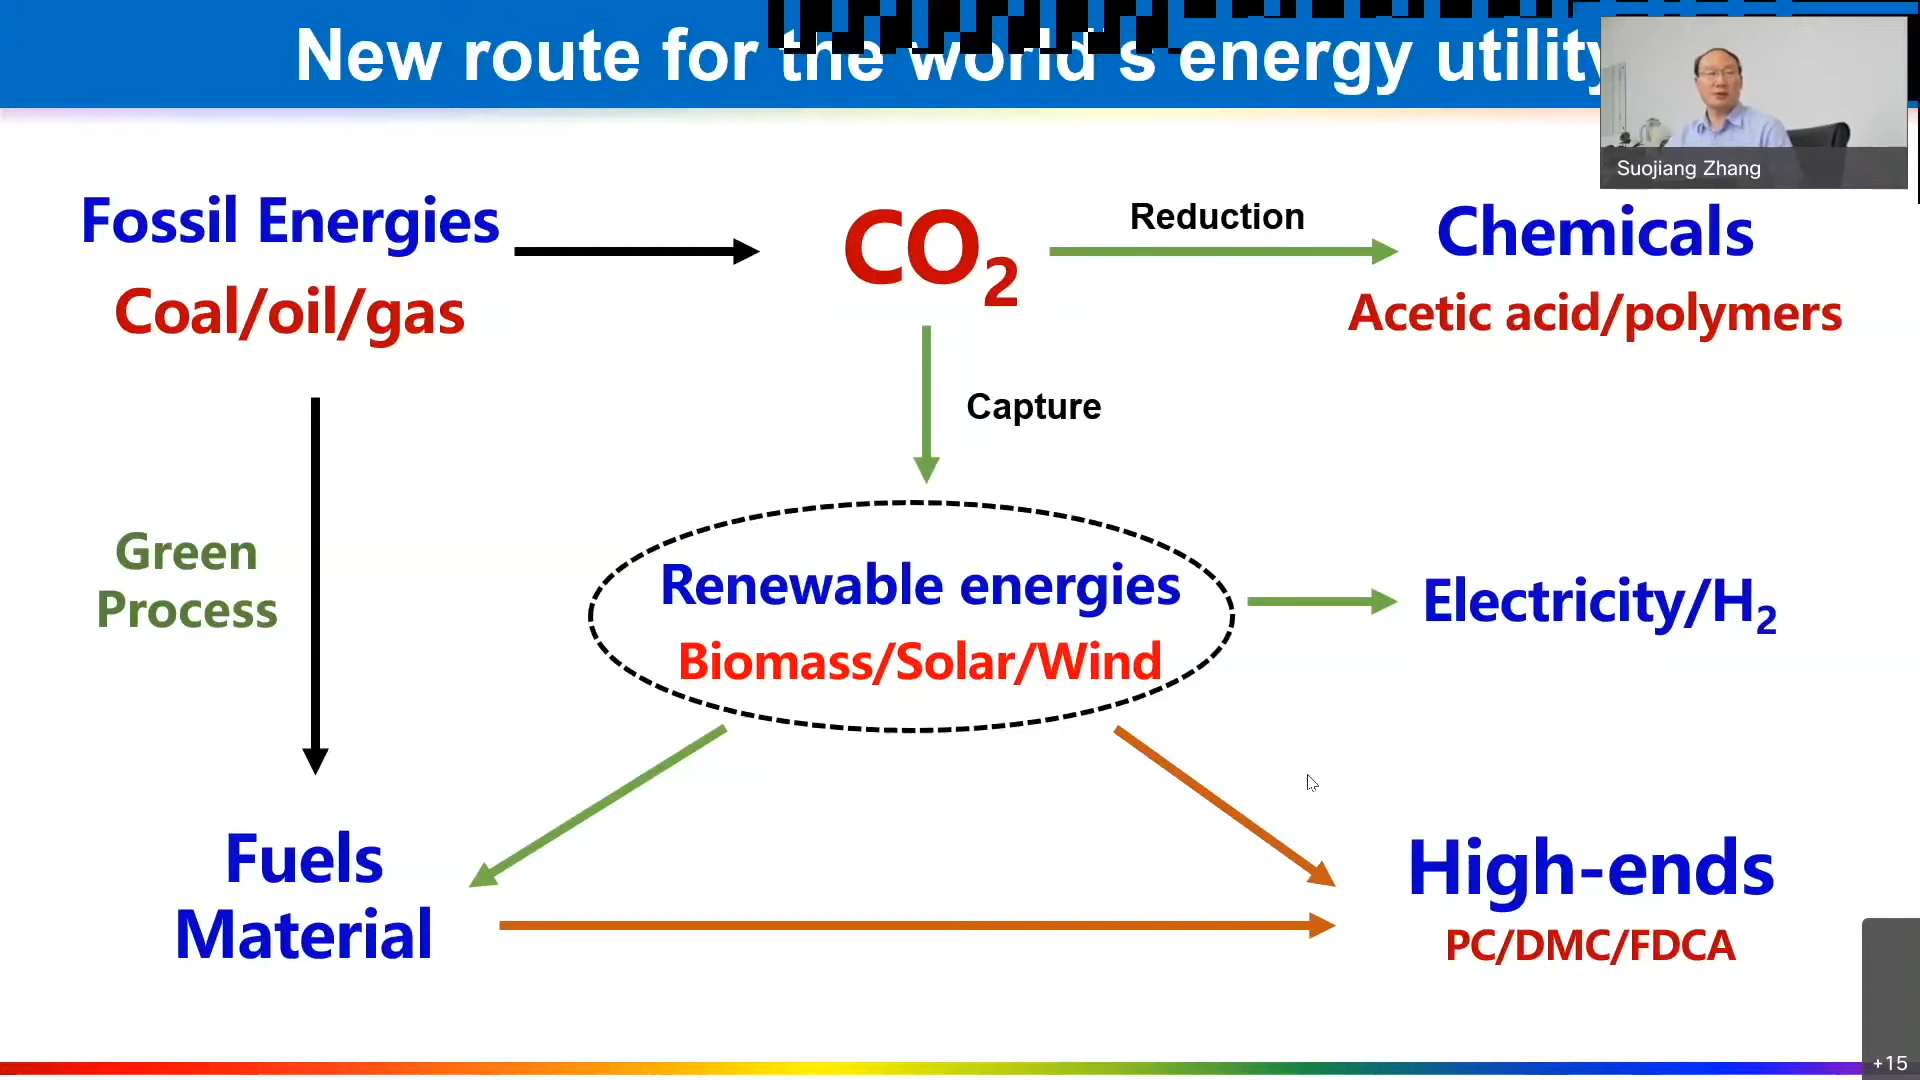 New route for the world's energy utility
Suojiang Zhang
Fossil Energies
Coal/oil/gas
CO₂
Reduction
Chemicals
Acetic acid/polymers
Capture
Green
Process
Renewable energies
Biomass/Solar/Wind
Electricity/H₂
Fuels
Material
High-ends
PC/DMC/FDCA
+15